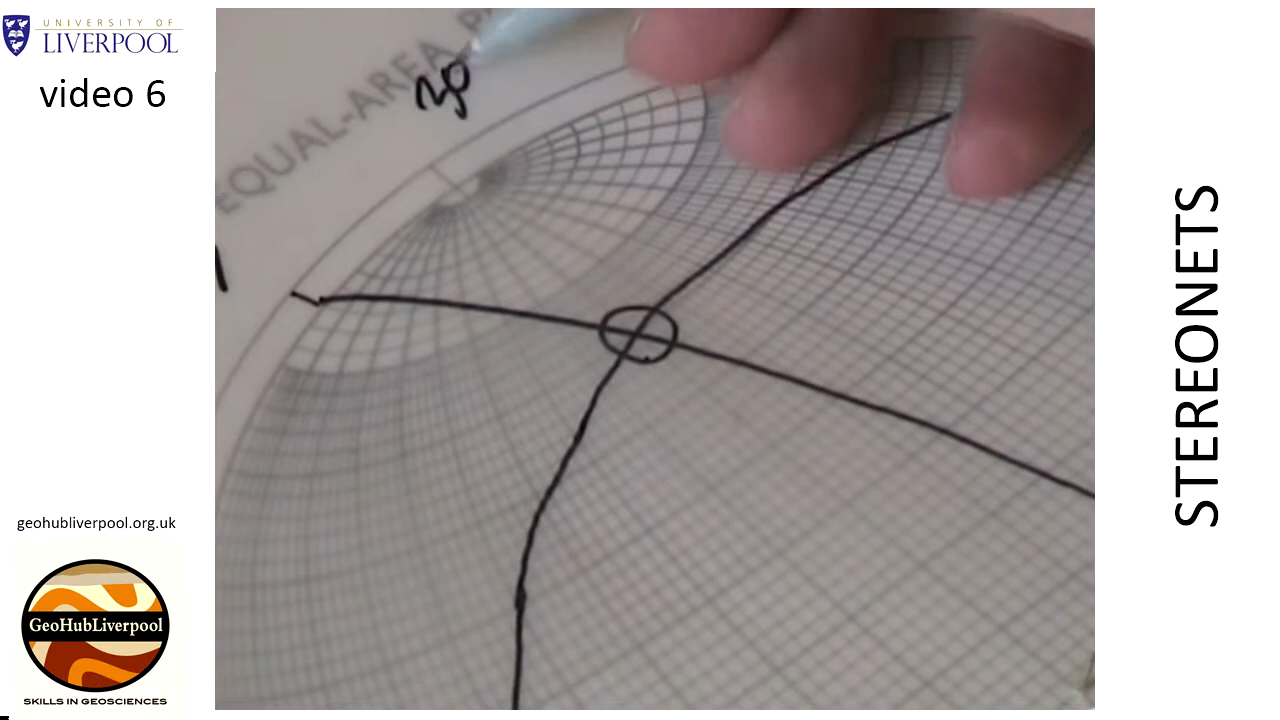 UNIVERSITY OF
LIVERPOOL
video 6
EQUAL-AREA
30
STEREONETS
geohubliverpool.org.uk
GeoHubLiverpool
SKILLS IN GEOSCIENCES